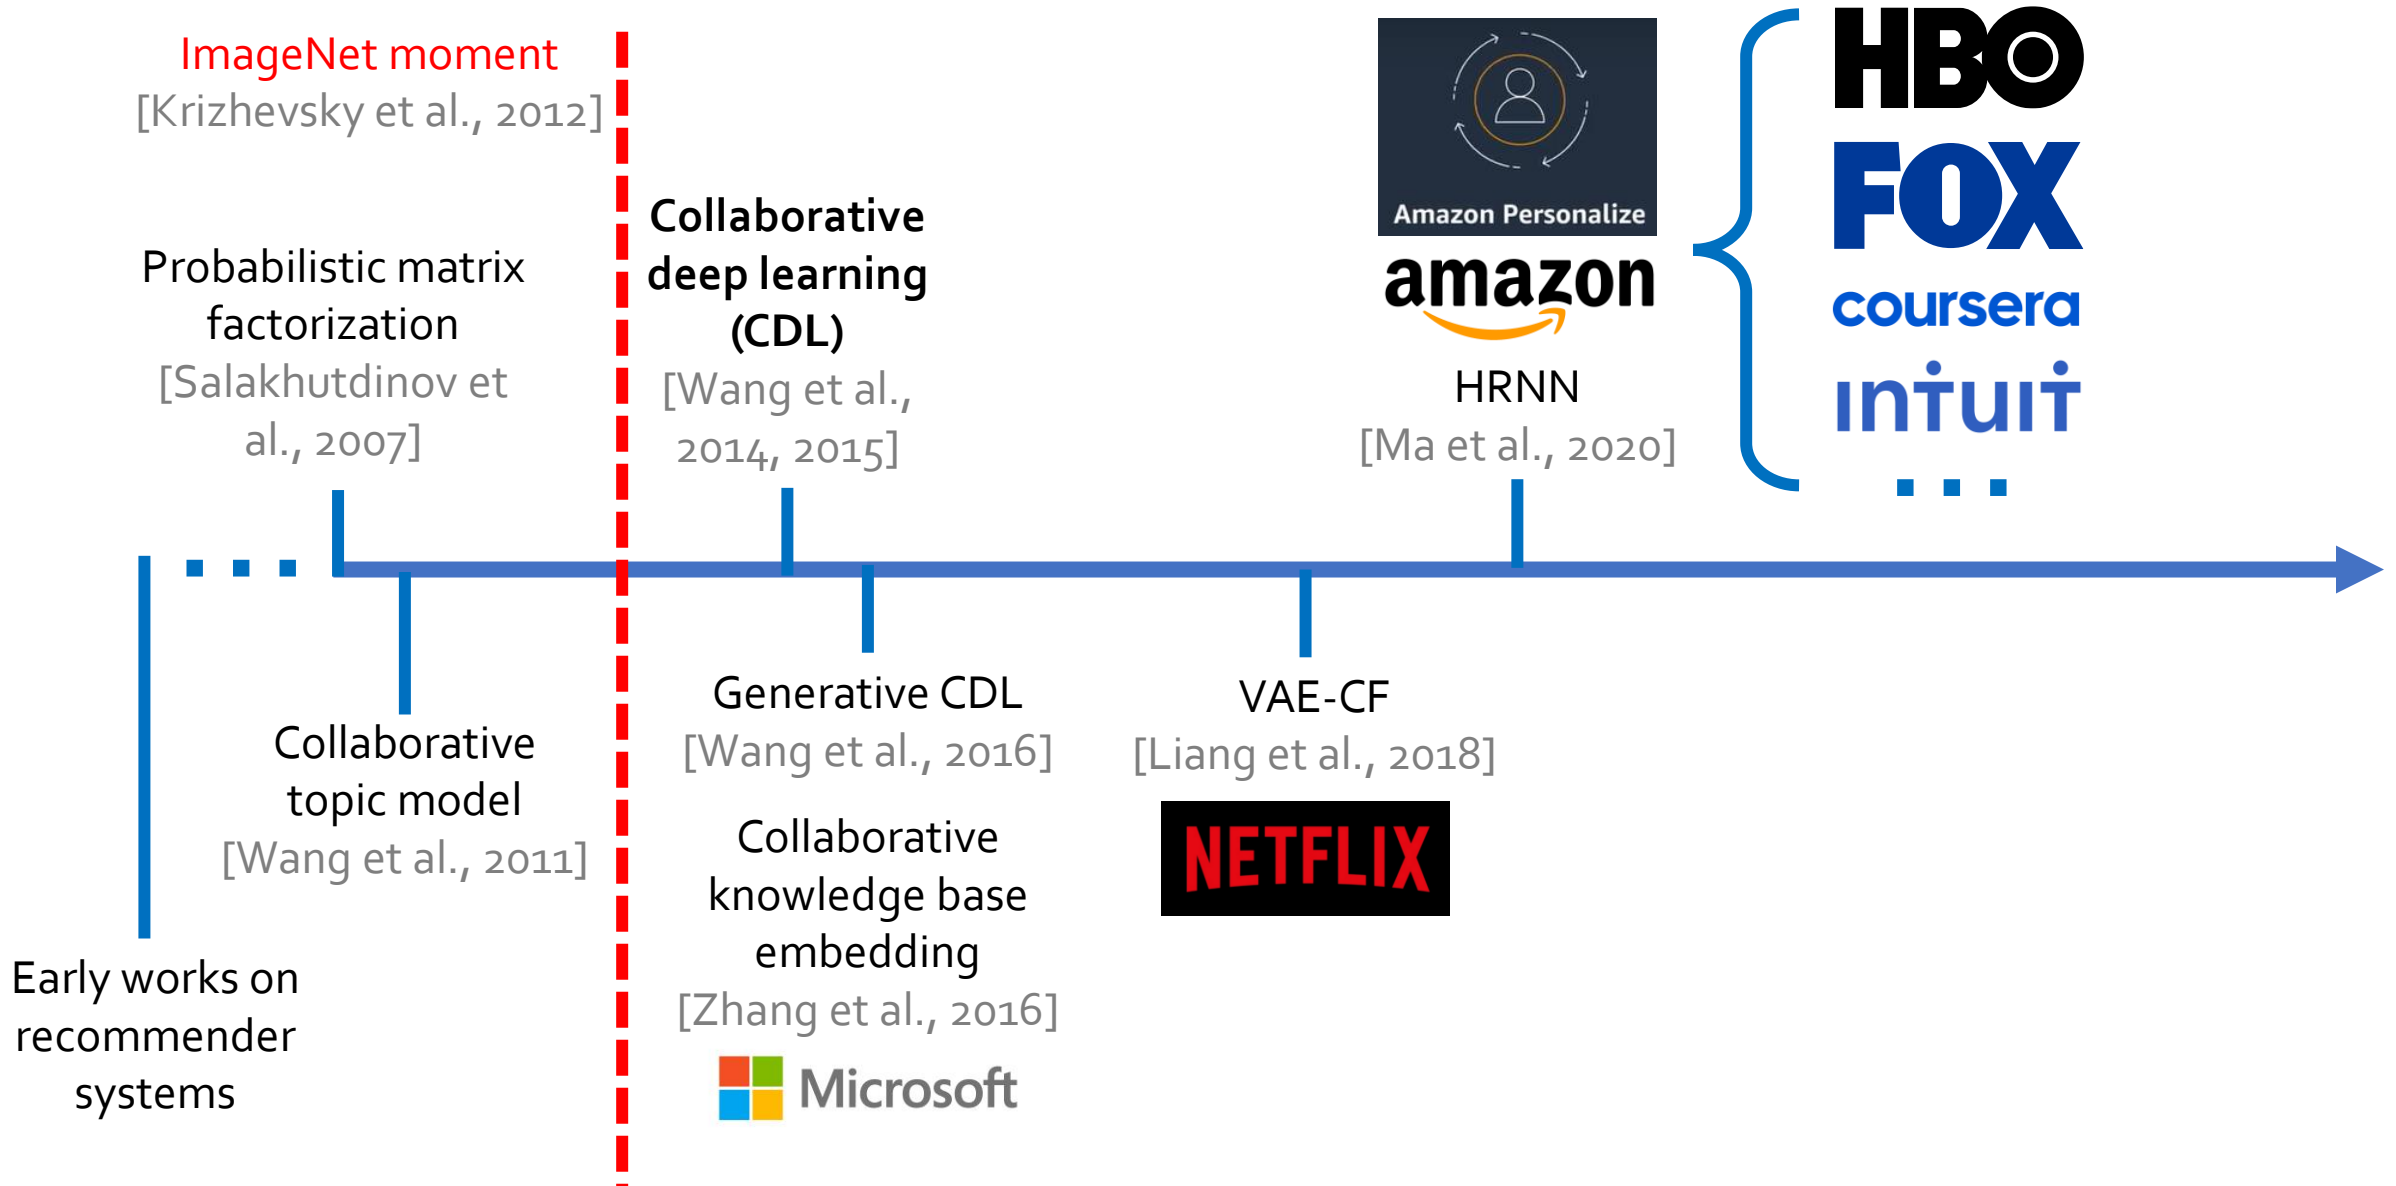 ImageNet moment
[Krizhevsky et al., 2012]
Probabilistic matrix
factorization
[Salakhutdinov et
al., 2007]
Collaborative
deep learning
(CDL)
[Wang et al.,
2014, 2015]
Amazon Personalize
amazon
HRNN
[Ma et al., 2020]
HBO
FOX
coursera
intuit
Early works on
recommender
systems
Collaborative
topic model
[Wang et al., 2011]
Generative CDL
[Wang et al., 2016]
Collaborative
knowledge base
embedding
[Zhang et al., 2016]
Microsoft
VAE-CF
[Liang et al., 2018]
NETFLIX